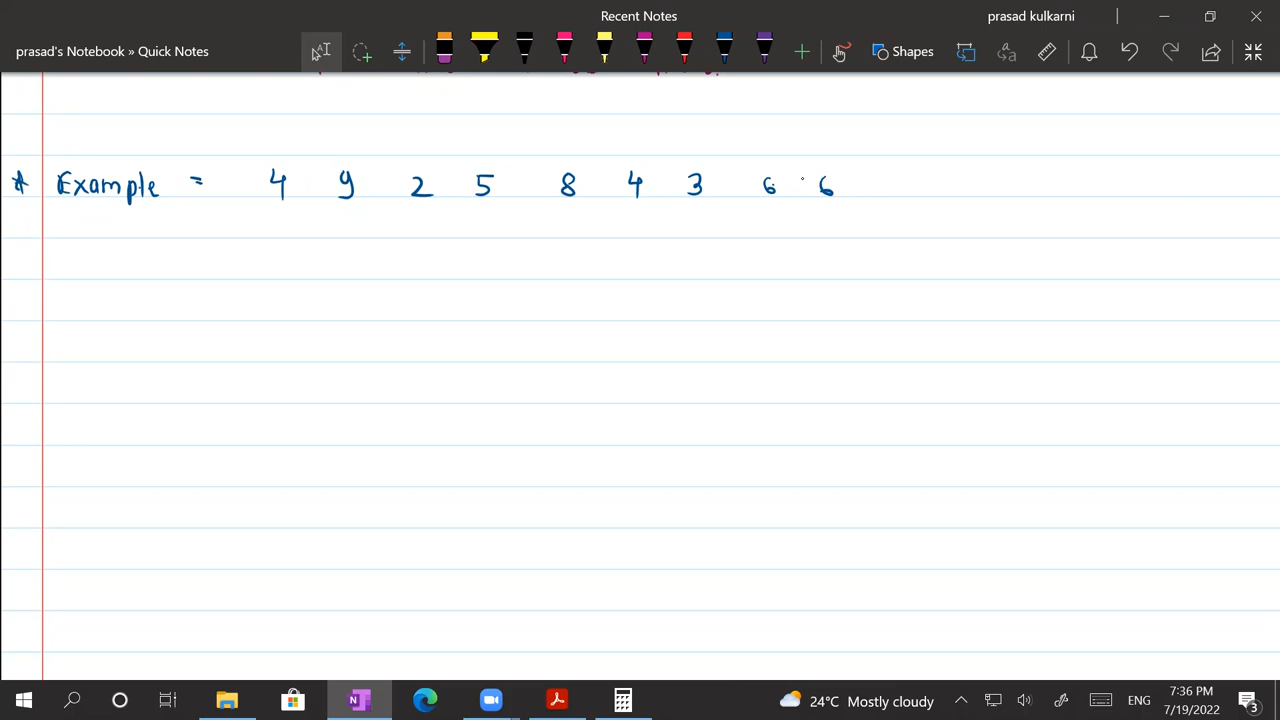 Recent Notes
prasad kulkarni
prasad's Notebook » Quick Notes
Shapes
* Example = 4 9 2 5 8 4 3 6 6
24°C Mostly cloudy
ENG
7:36 PM
7/19/2022
3